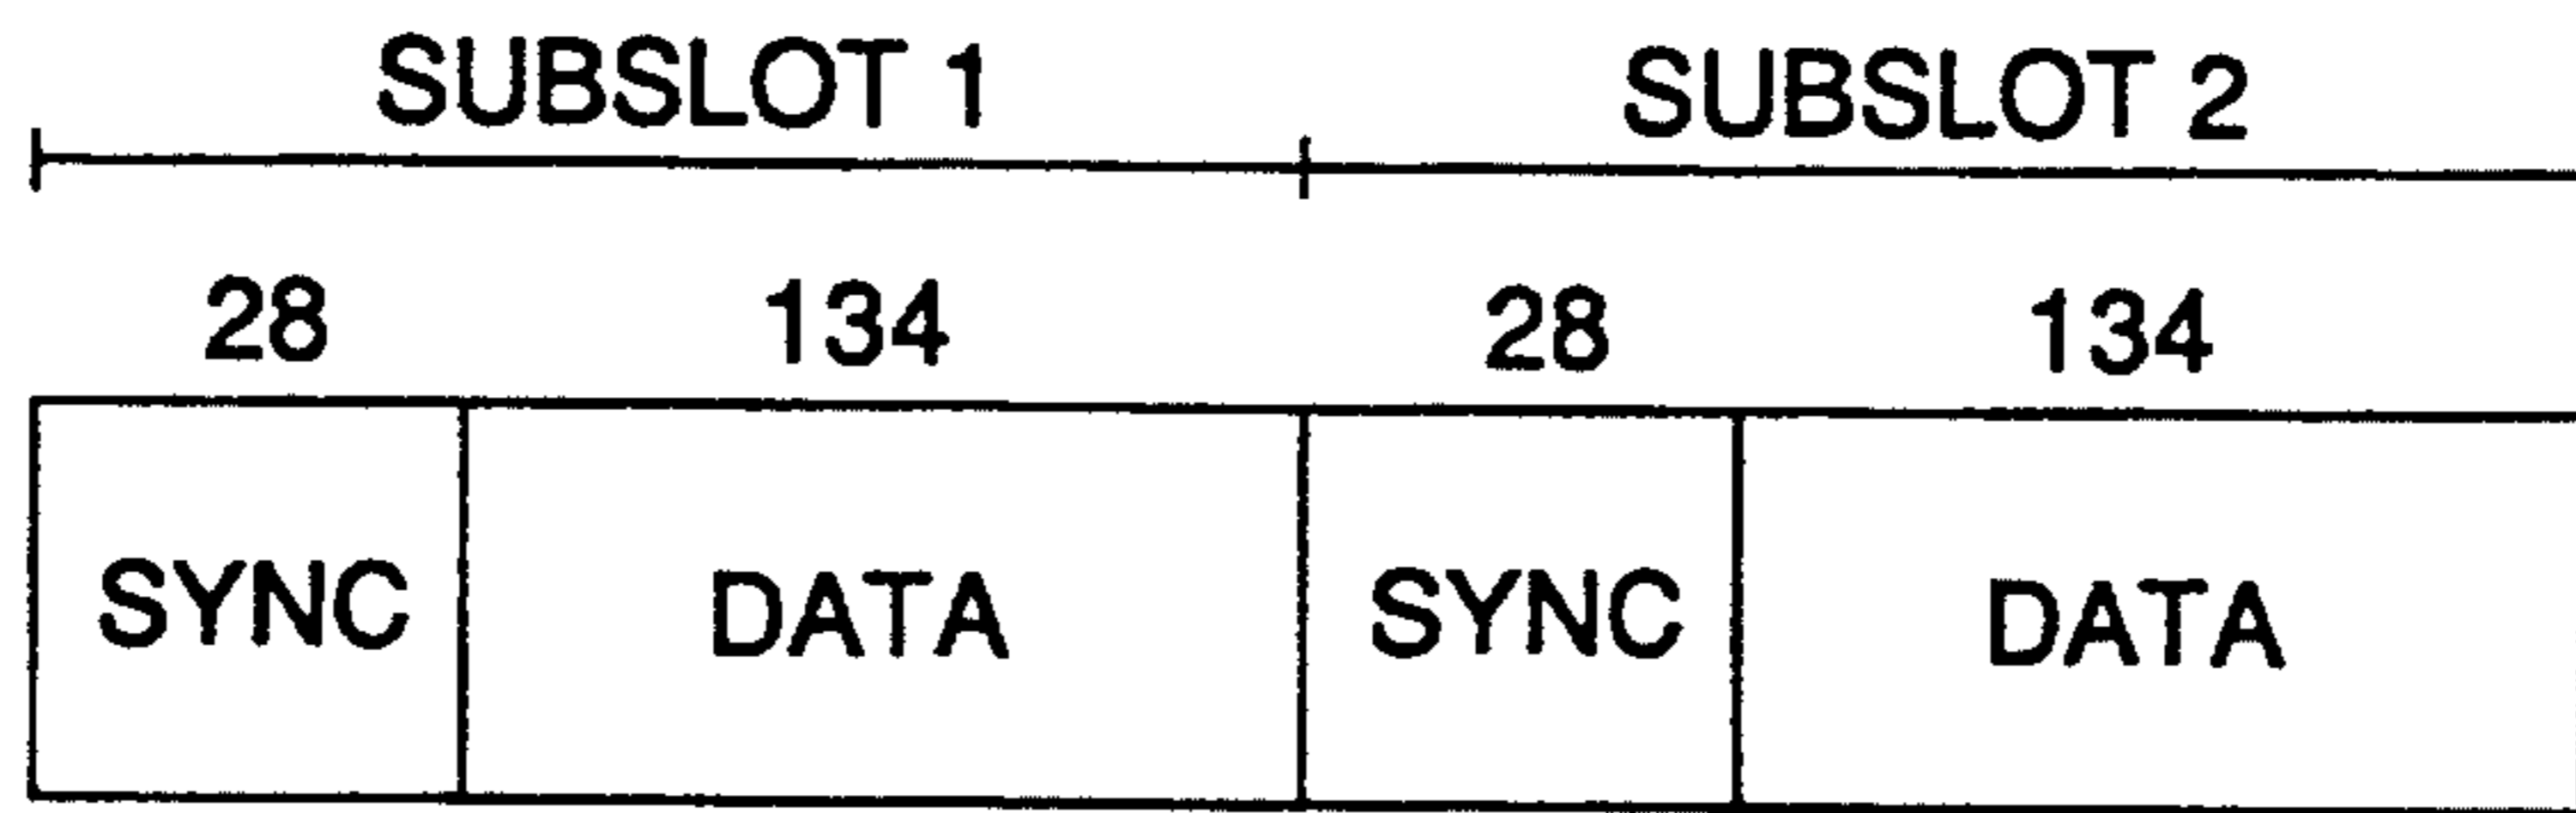 SUBSLOT 1 SUBSLOT 2
28 134 28 134
SYNC DATA SYNC DATA